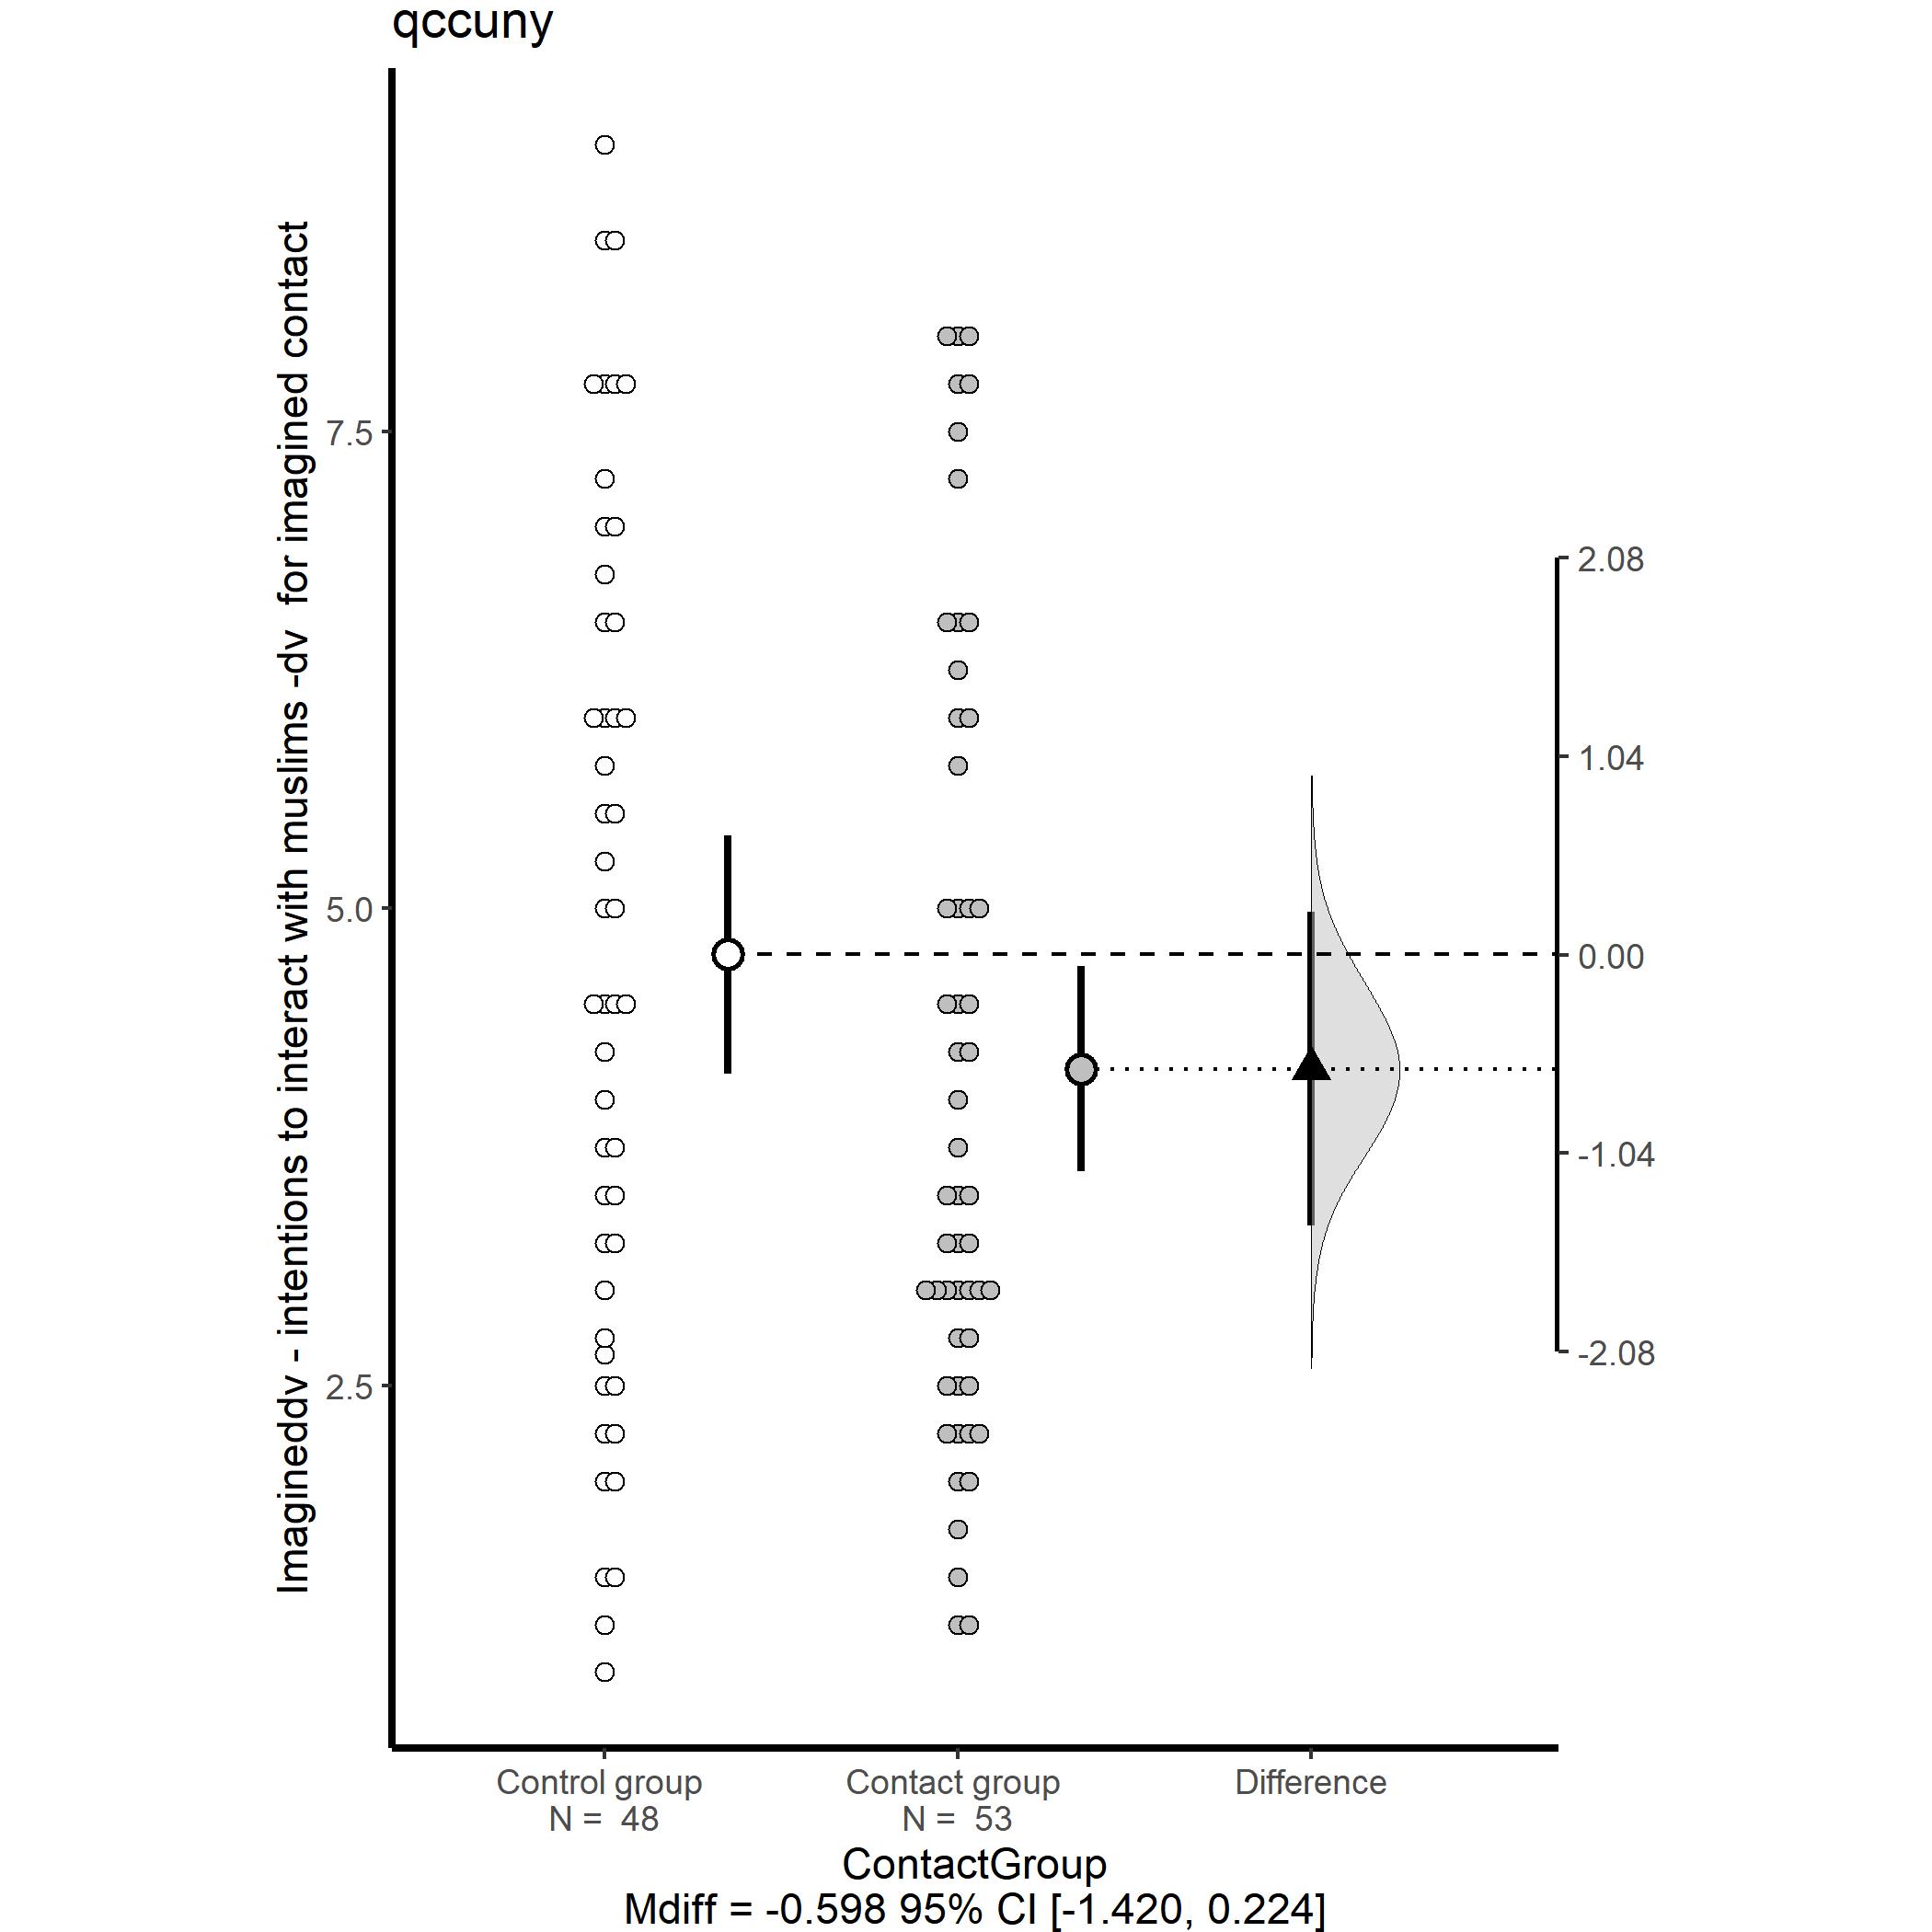 qccuny
Imagineddv - intentions to interact with muslims -dv  for imagined contact
7.5
5.0
2.5
2.08
1.04
0.00
-1.04
-2.08
Control group
N =  48
Contact group
N =  53
Difference
ContactGroup
Mdiff = -0.598 95% CI [-1.420, 0.224]